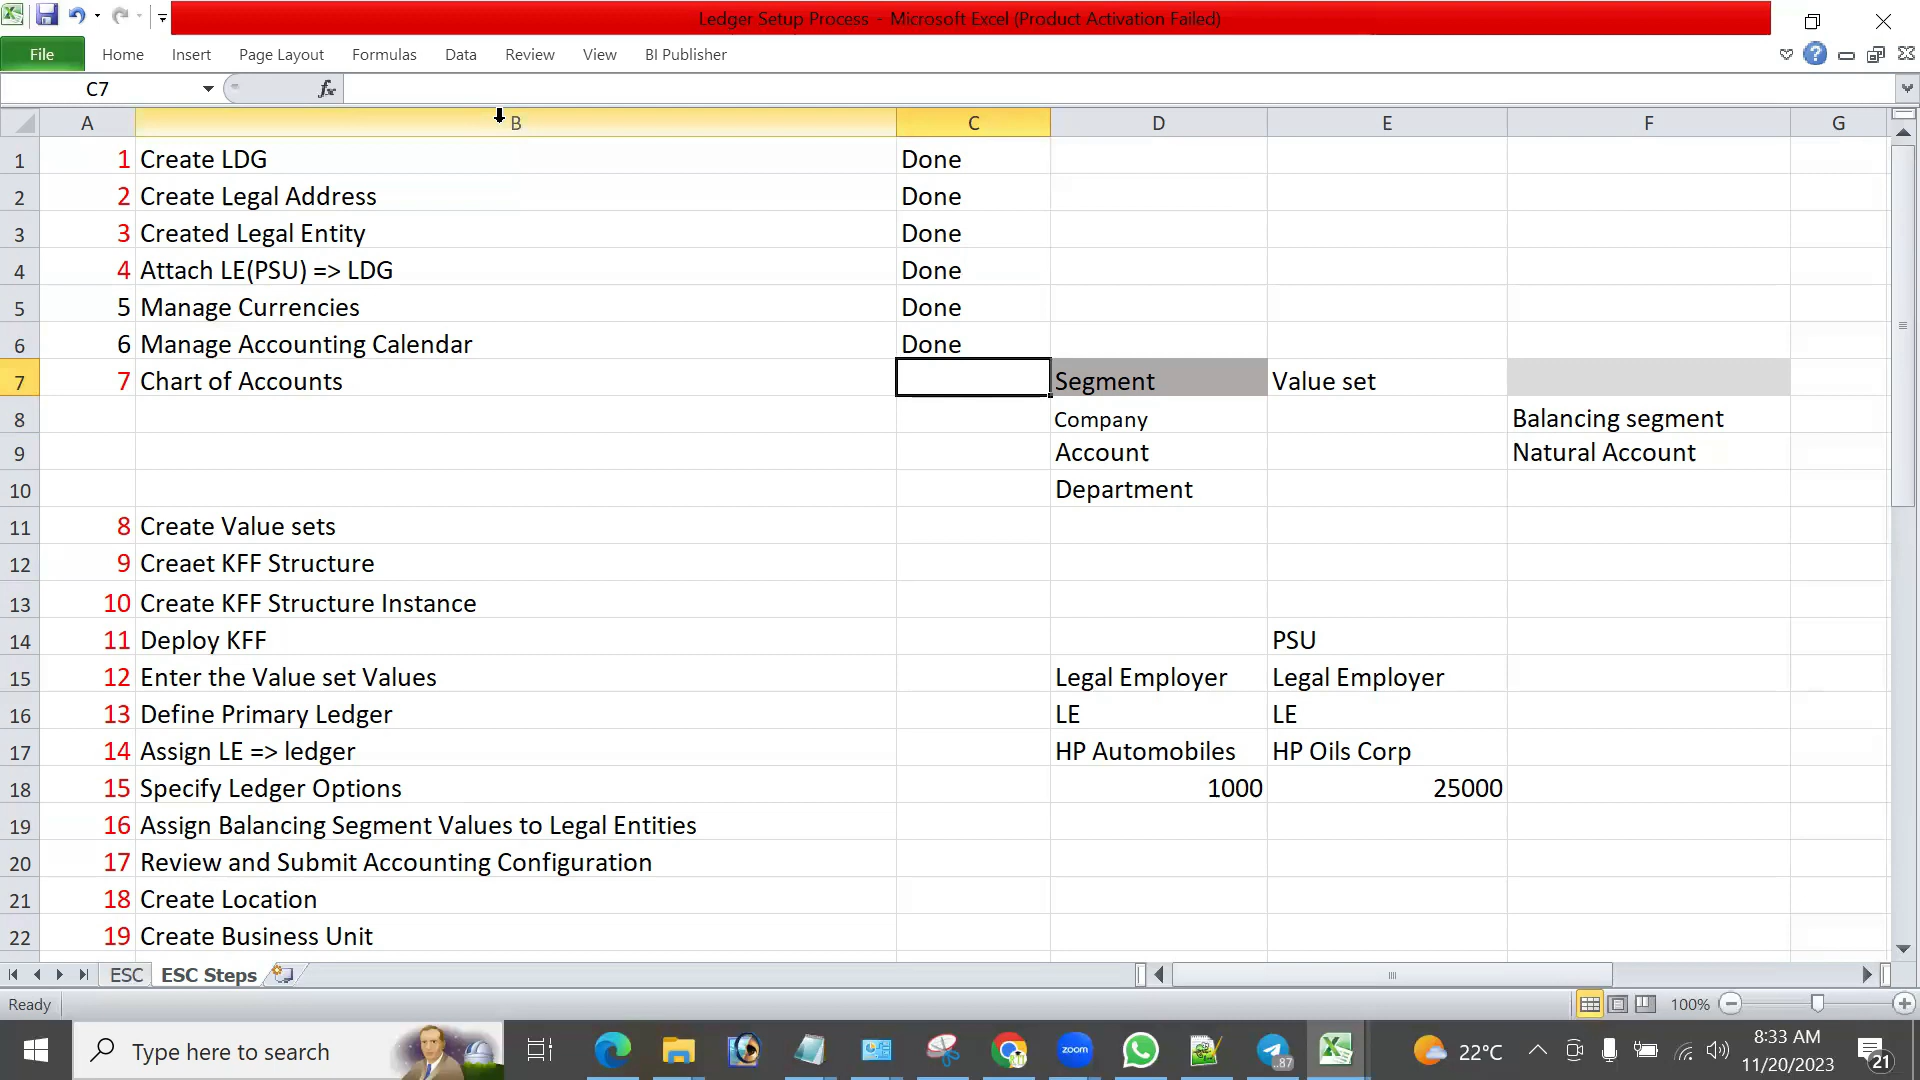 Ledger Setup Process - Microsoft Excel (Product Activation Failed)
File Home Insert Page Layout Formulas Data Review View BI Publisher
C7 fx
A B C D E F G
1 1 Create LDG Done
2 2 Create Legal Address Done
3 3 Created Legal Entity Done
4 4 Attach LE(PSU) => LDG Done
5 5 Manage Currencies Done
6 6 Manage Accounting Calendar Done
7 7 Chart of Accounts Segment Value set
8 Company Balancing segment
9 Account Natural Account
10 Department
11 8 Create Value sets
12 9 Creaet KFF Structure
13 10 Create KFF Structure Instance
14 11 Deploy KFF PSU
15 12 Enter the Value set Values Legal Employer Legal Employer
16 13 Define Primary Ledger LE LE
17 14 Assign LE => ledger HP Automobiles HP Oils Corp
18 15 Specify Ledger Options 1000 25000
19 16 Assign Balancing Segment Values to Legal Entities
20 17 Review and Submit Accounting Configuration
21 18 Create Location
22 19 Create Business Unit
ESC ESC Steps
Ready 100%
Type here to search zoom ..87 22°C 8:33 AM
11/20/2023 21